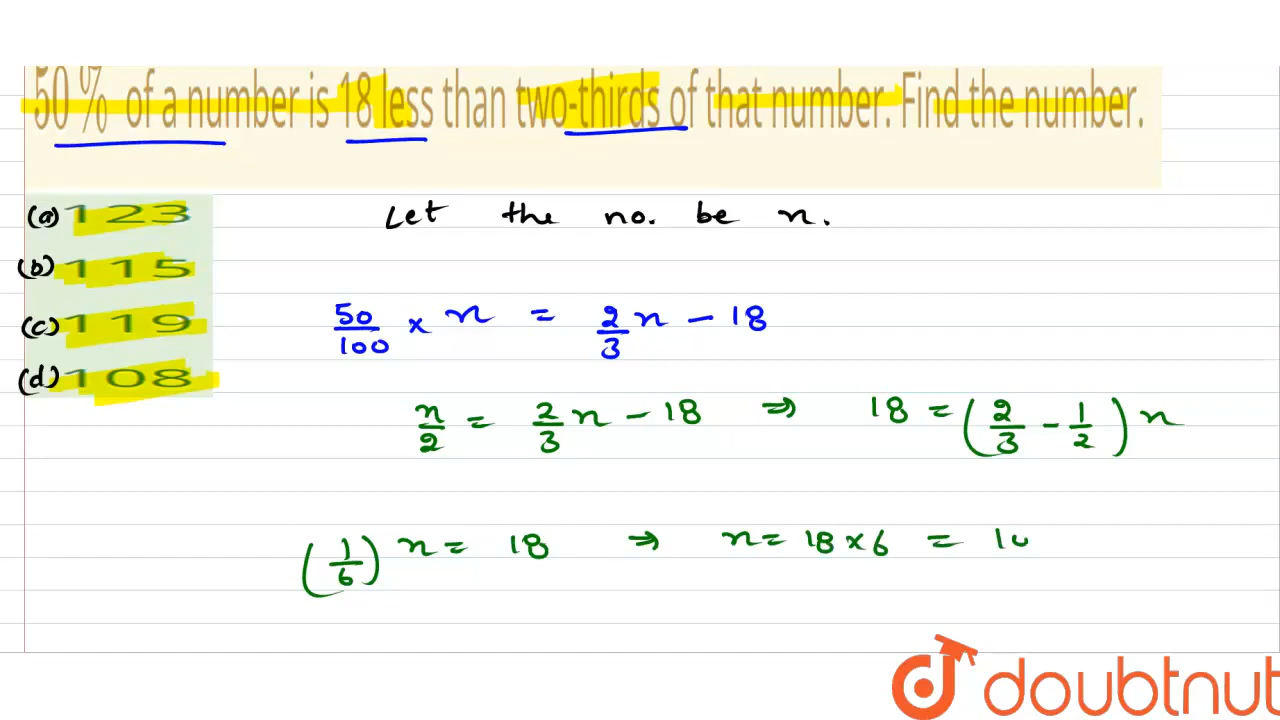 50% of a number is 18 less than two-thirds of that number. Find the number.
(a) 123
Let the no. be n.
(b) 115
(c) 119
50/100 × n = 2/3 n - 18
(d) 108
n/2 = 2/3 n - 18 ⇒ 18 = (2/3 - 1/2) n
(1/6) n = 18 ⇒ n = 18 × 6 = 10
doubtnut